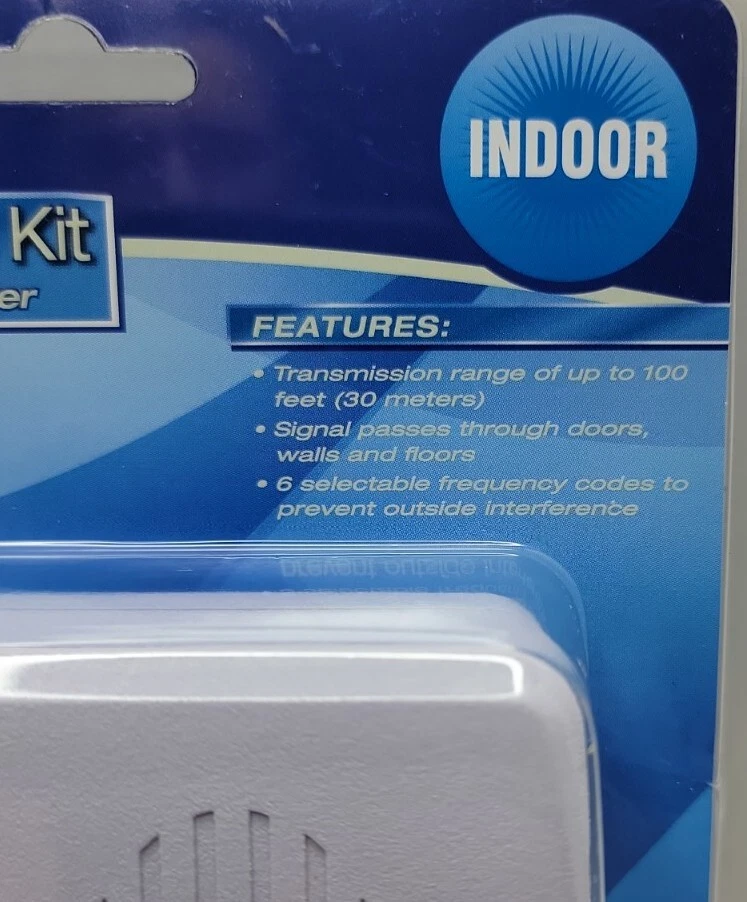 INDOOR
Kit
er
FEATURES:
• Transmission range of up to 100
feet (30 meters)
• Signal passes through doors,
walls and floors
• 6 selectable frequency codes to
prevent outside interference